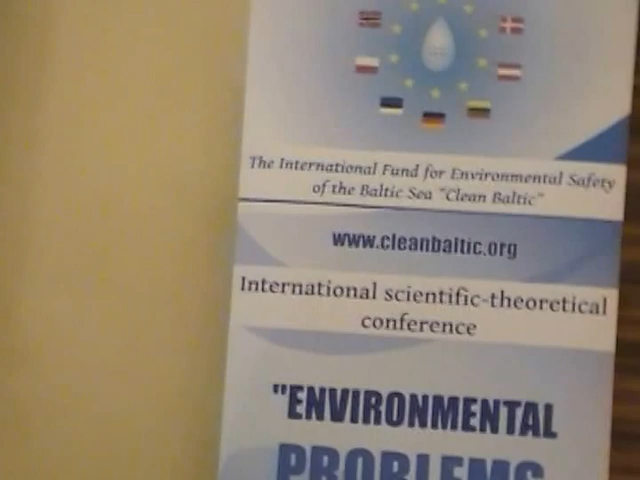 The International Fund for Environmental Safety
of the Baltic Sea "Clean Baltic"
www.cleanbaltic.org
International scientific-theoretical
conference
"ENVIRONMENTAL
PROBLEMS